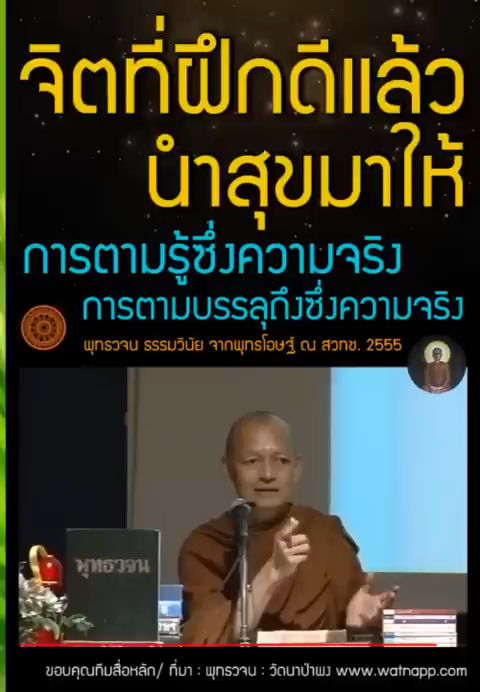 จิตที่ฝึกดีแล้ว
นำสุขมาให้
การตามรู้ซึ่งความจริง
การตามบรรลุถึงซึ่งความจริง
พุทธวจน ธรรมวินัย จากพุทธโอษฐ์ ณ สวทช. 2555
พุทธวจน
ขอบคุณทีมสื่อหลัก/ ที่มา : พุทธวจน : วัดนาป่าพง www.watnapp.com